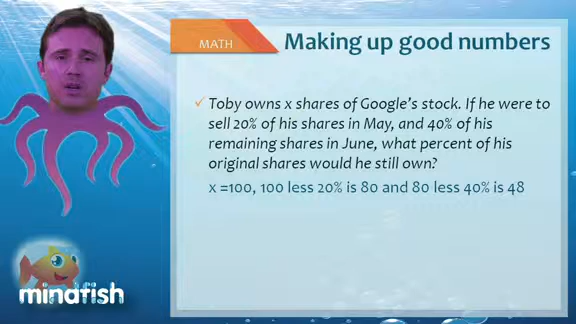 MATH
Making up good numbers
✓ Toby owns x shares of Google's stock. If he were to
sell 20% of his shares in May, and 40% of his
remaining shares in June, what percent of his
original shares would he still own?
x =100, 100 less 20% is 80 and 80 less 40% is 48
minafish